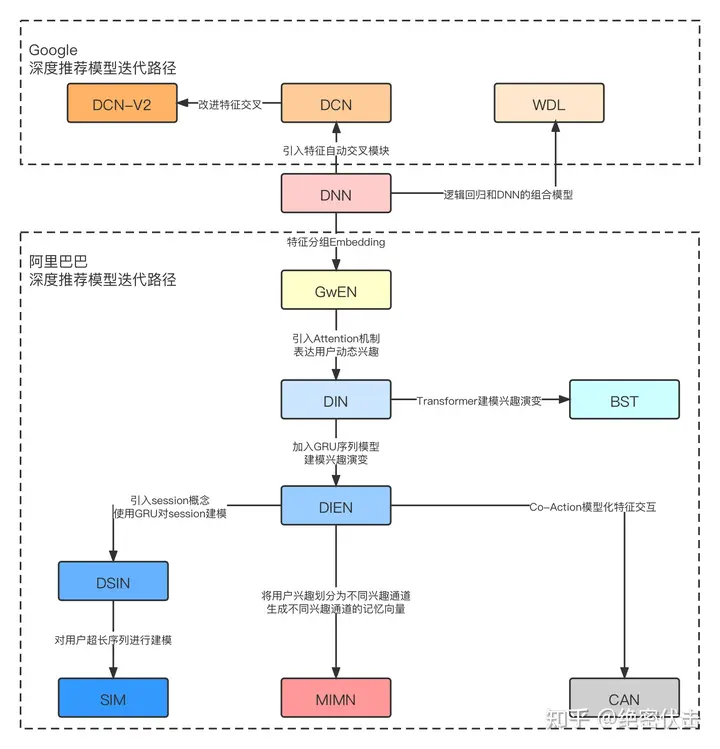 Google
深度推荐模型迭代路径
DCN-V2
改进特征交叉
DCN
WDL
引入特征自动交叉模块
DNN
逻辑回归和DNN的组合模型
特征分组Embedding
阿里巴巴
深度推荐模型迭代路径
GwEN
引入Attention机制
表达用户动态兴趣
DIN
Transformer建模兴趣演变
BST
加入GRU序列模型
建模兴趣演变
引入session概念
使用GRU对session建模
DIEN
Co-Action模型化特征交互
DSIN
将用户兴趣划分为不同兴趣通道
生成不同兴趣通道的记忆向量
对用户超长序列进行建模
SIM
MIMN
CAN
知乎 @绝密伏击